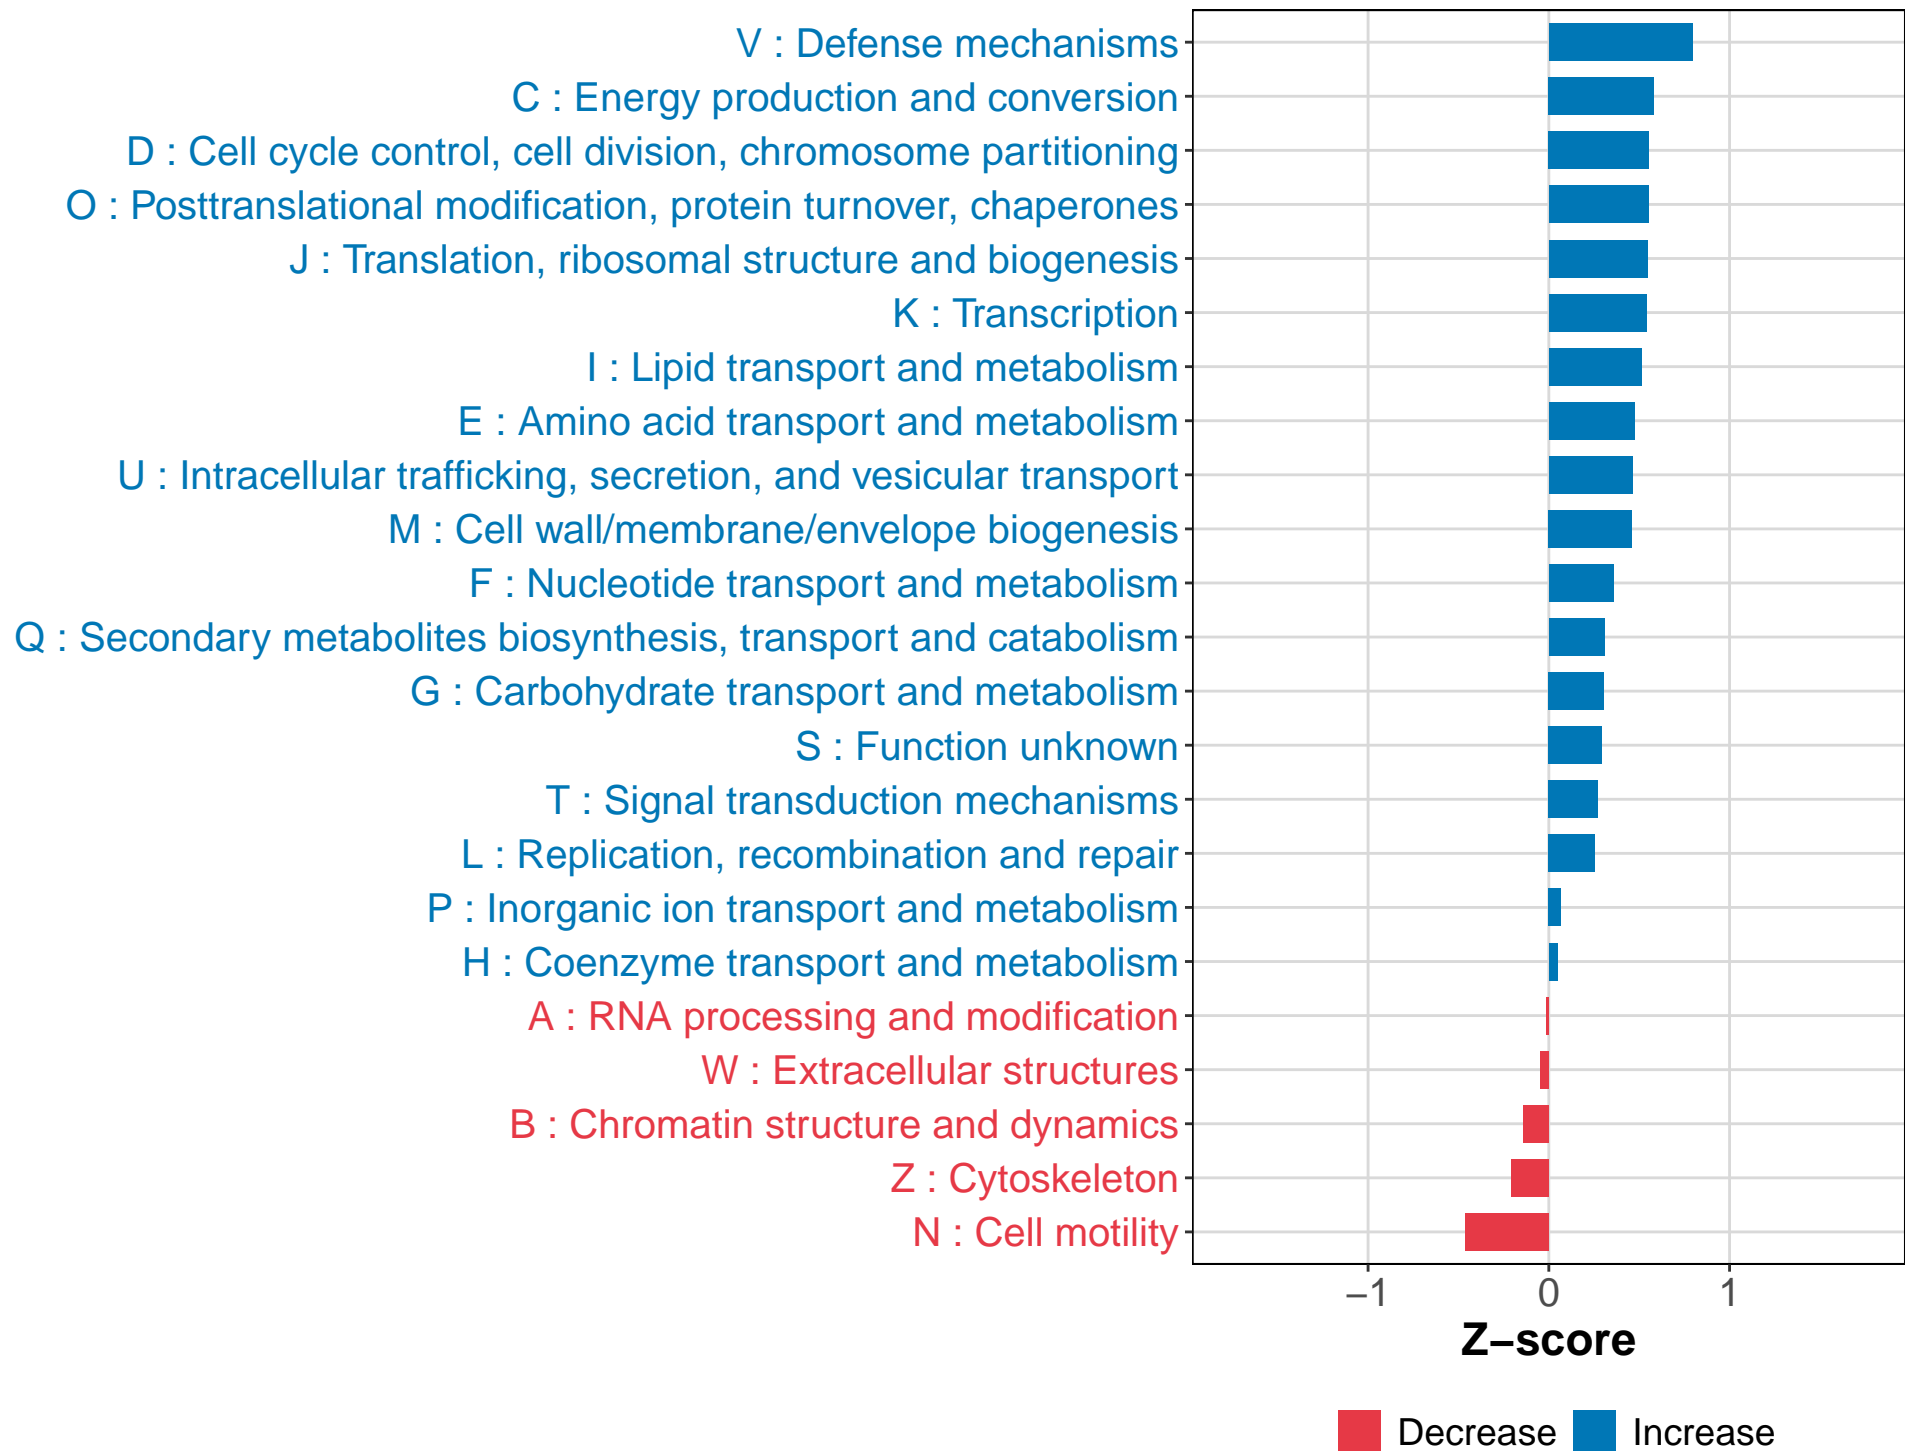 V : Defense mechanisms
C : Energy production and conversion
D : Cell cycle control, cell division, chromosome partitioning
O : Posttranslational modification, protein turnover, chaperones
J : Translation, ribosomal structure and biogenesis
K : Transcription
I : Lipid transport and metabolism
E : Amino acid transport and metabolism
U : Intracellular trafficking, secretion, and vesicular transport
M : Cell wall/membrane/envelope biogenesis
F : Nucleotide transport and metabolism
Q : Secondary metabolites biosynthesis, transport and catabolism
G : Carbohydrate transport and metabolism
S : Function unknown
T : Signal transduction mechanisms
L : Replication, recombination and repair
P : Inorganic ion transport and metabolism
H : Coenzyme transport and metabolism
A : RNA processing and modification
W : Extracellular structures
B : Chromatin structure and dynamics
Z : Cytoskeleton
N : Cell motility
−1 0 1
Z−score
Decrease Increase